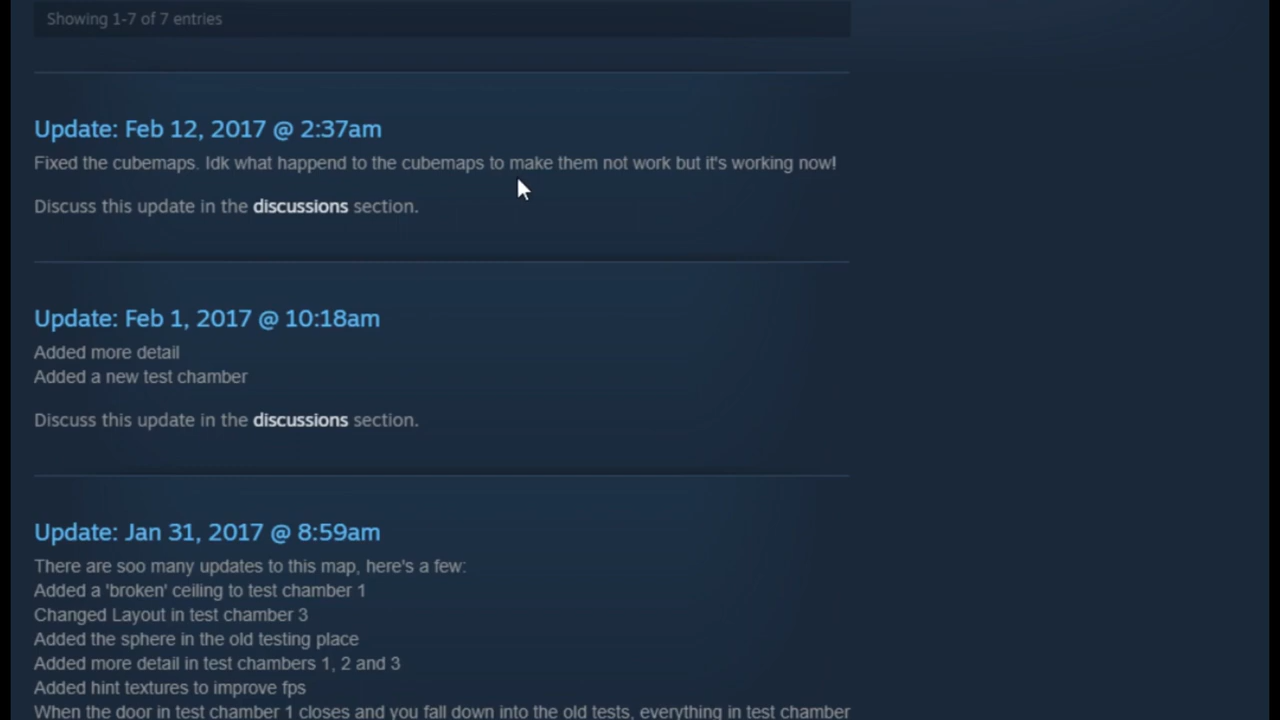 Showing 1-7 of 7 entries
Update: Feb 12, 2017 @ 2:37am
Fixed the cubemaps. Idk what happend to the cubemaps to make them not work but it's working now!
Discuss this update in the discussions section.
Update: Feb 1, 2017 @ 10:18am
Added more detail
Added a new test chamber
Discuss this update in the discussions section.
Update: Jan 31, 2017 @ 8:59am
There are soo many updates to this map, here's a few:
Added a 'broken' ceiling to test chamber 1
Changed Layout in test chamber 3
Added the sphere in the old testing place
Added more detail in test chambers 1, 2 and 3
Added hint textures to improve fps
When the door in test chamber 1 closes and you fall down into the old tests, everything in test chamber